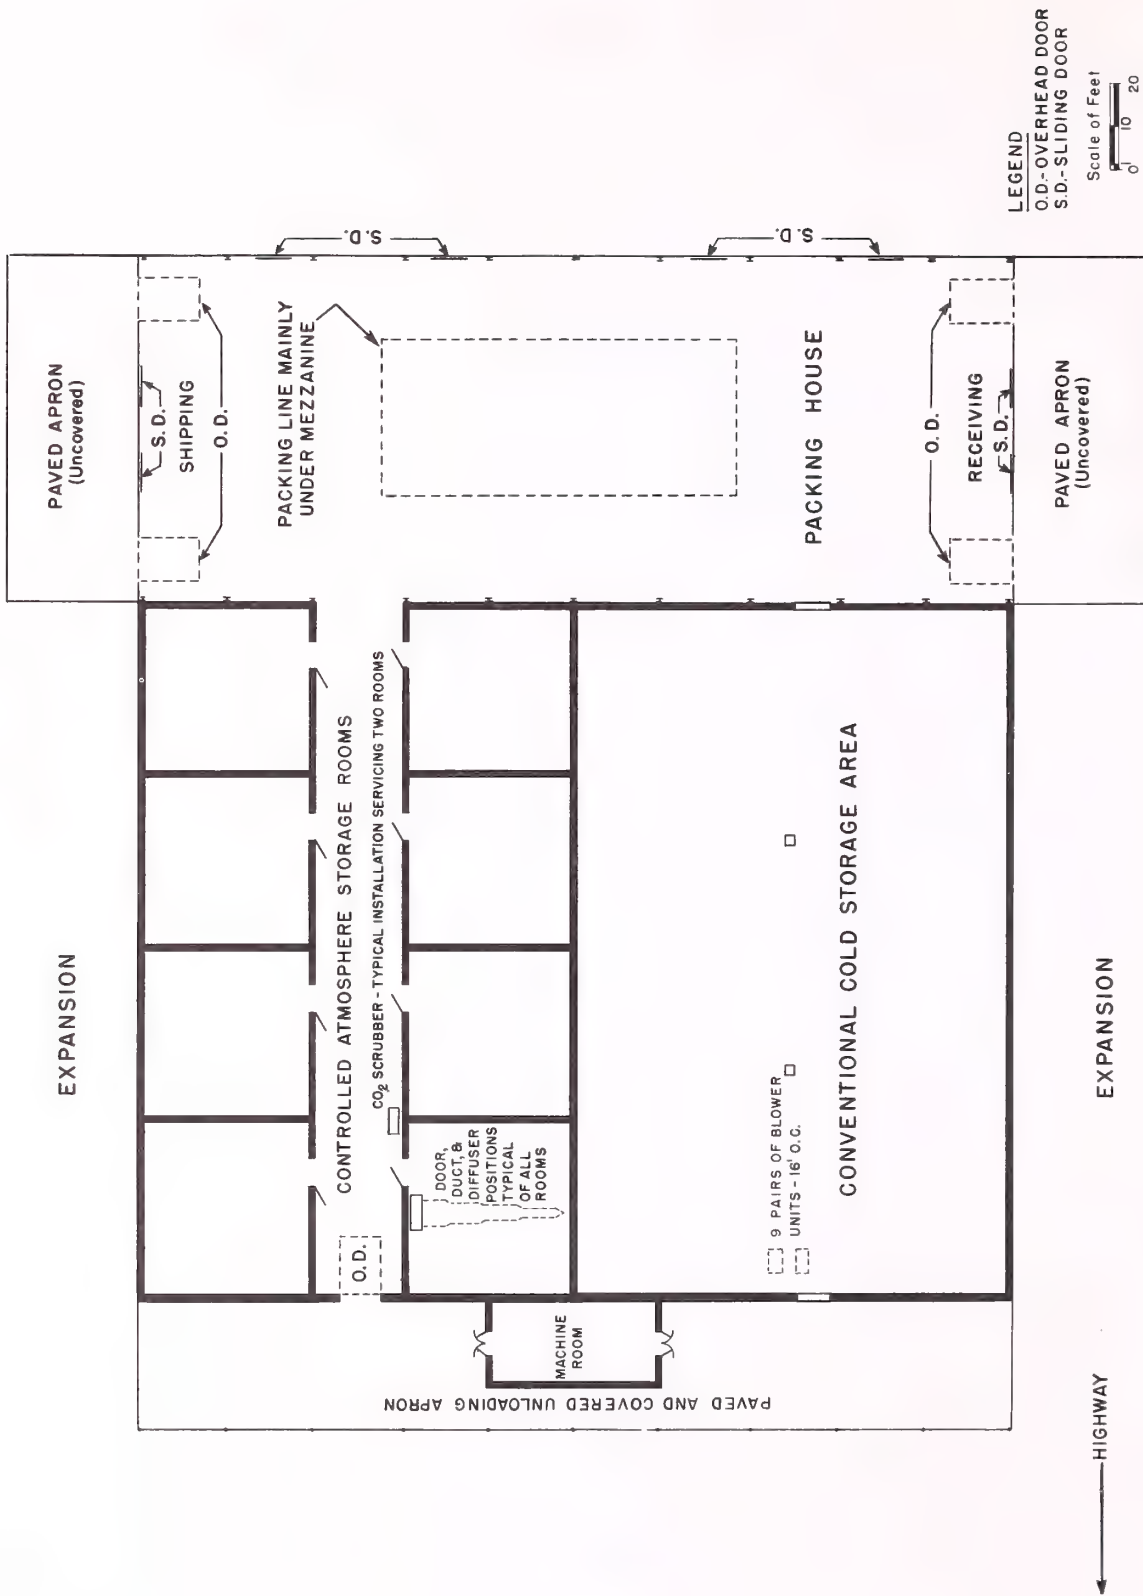 EXPANSION
PAVED APRON
(Uncovered)
S.D.
SHIPPING
O.D.
S.D.
PACKING LINE MAINLY
UNDER MEZZANINE
CONTROLLED ATMOSPHERE STORAGE ROOMS
CO2 SCRUBBER - TYPICAL INSTALLATION SERVICING TWO ROOMS
O.D.
DOOR,
DUCT, &
DIFFUSER
POSITIONS
TYPICAL
OF ALL
ROOMS
MACHINE
ROOM
PAVED AND COVERED UNLOADING APRON
9 PAIRS OF BLOWER
UNITS - 16' O.C.
CONVENTIONAL COLD STORAGE AREA
PACKING HOUSE
S.D.
O.D.
RECEIVING
S.D.
PAVED APRON
(Uncovered)
EXPANSION
HIGHWAY
LEGEND
O.D.-OVERHEAD DOOR
S.D.-SLIDING DOOR
Scale of Feet
0 10 20